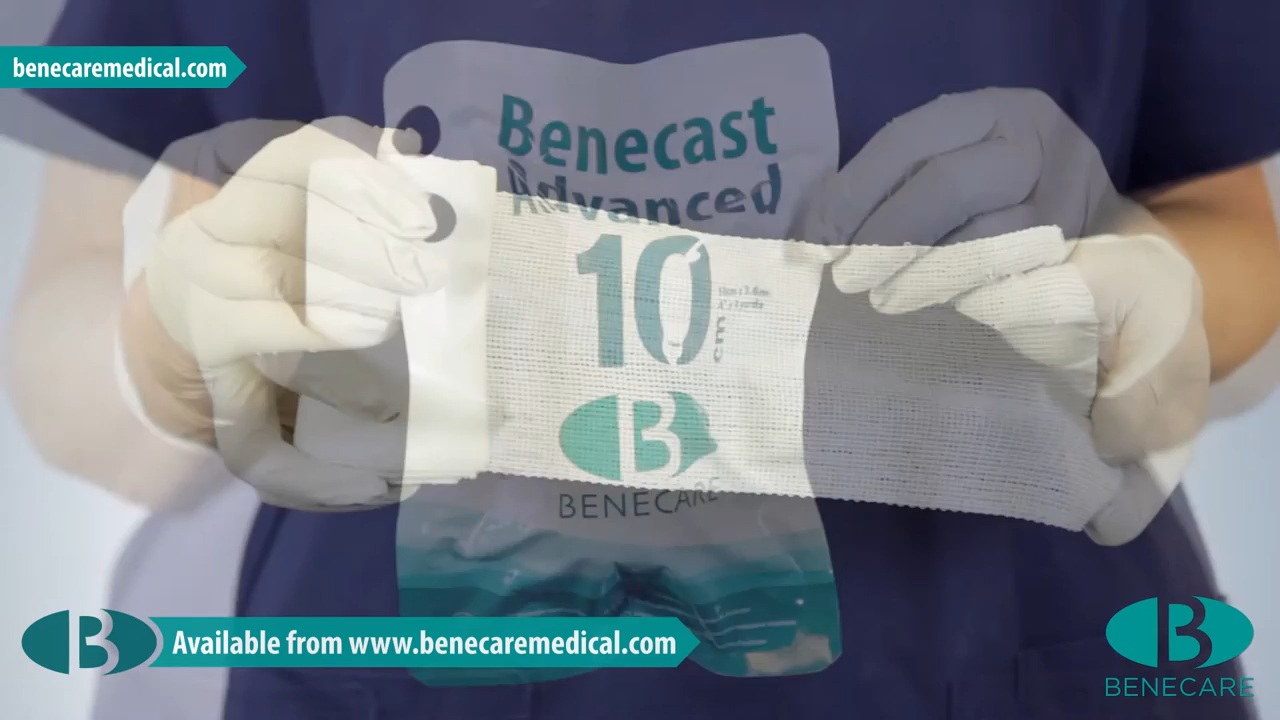 benecaremedical.com
Benecast
Advanced
10
cm
B
BENECARE
B
Available from www.benecaremedical.com
B
BENECARE